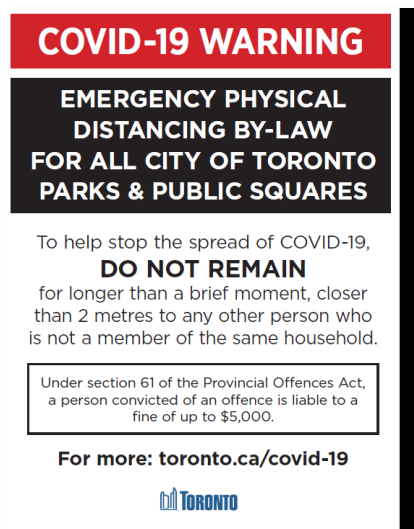 COVID-19 WARNING
EMERGENCY PHYSICAL
DISTANCING BY-LAW
FOR ALL CITY OF TORONTO
PARKS & PUBLIC SQUARES
To help stop the spread of COVID-19,
DO NOT REMAIN
for longer than a brief moment, closer
than 2 metres to any other person who
is not a member of the same household.
Under section 61 of the Provincial Offences Act,
a person convicted of an offence is liable to a
fine of up to $5,000.
For more: toronto.ca/covid-19
TORONTO